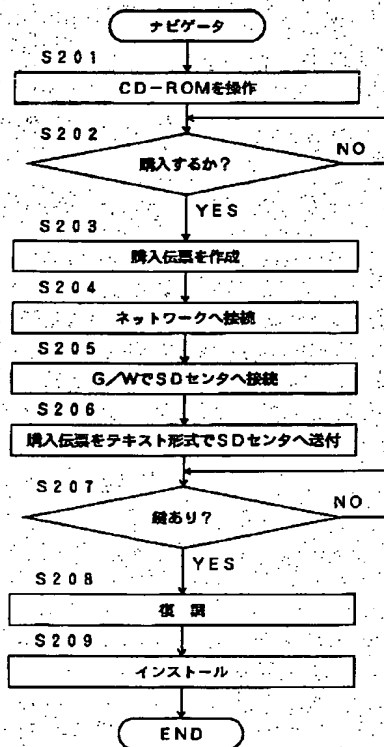 ナビゲータ
S201
CD-ROMを操作
S202
購入するか?
NO
YES
S203
購入伝票を作成
S204
ネットワークへ接続
S205
G/WでSDセンタへ接続
S206
購入伝票をテキスト形式でSDセンタへ送付
S207
鍵あり?
NO
YES
S208
復調
S209
インストール
END